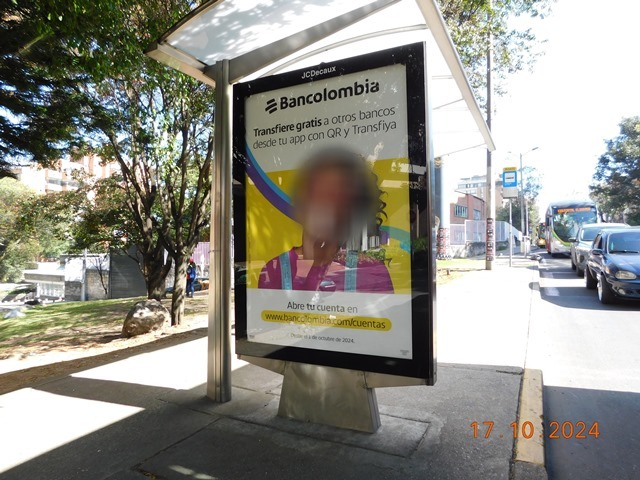 JCDecaux
Bancolombia
Transfiere gratis a otros bancos
desde tu app con QR y Transfiya
Abre tu cuenta en
www.bancolombia.com/cuentas
17 10 2024